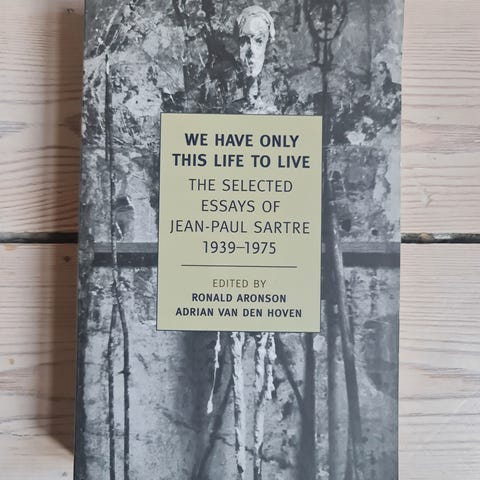 WE HAVE ONLY
THIS LIFE TO LIVE
THE SELECTED
ESSAYS OF
JEAN-PAUL SARTRE
1939–1975
EDITED BY
RONALD ARONSON
ADRIAN VAN DEN HOVEN